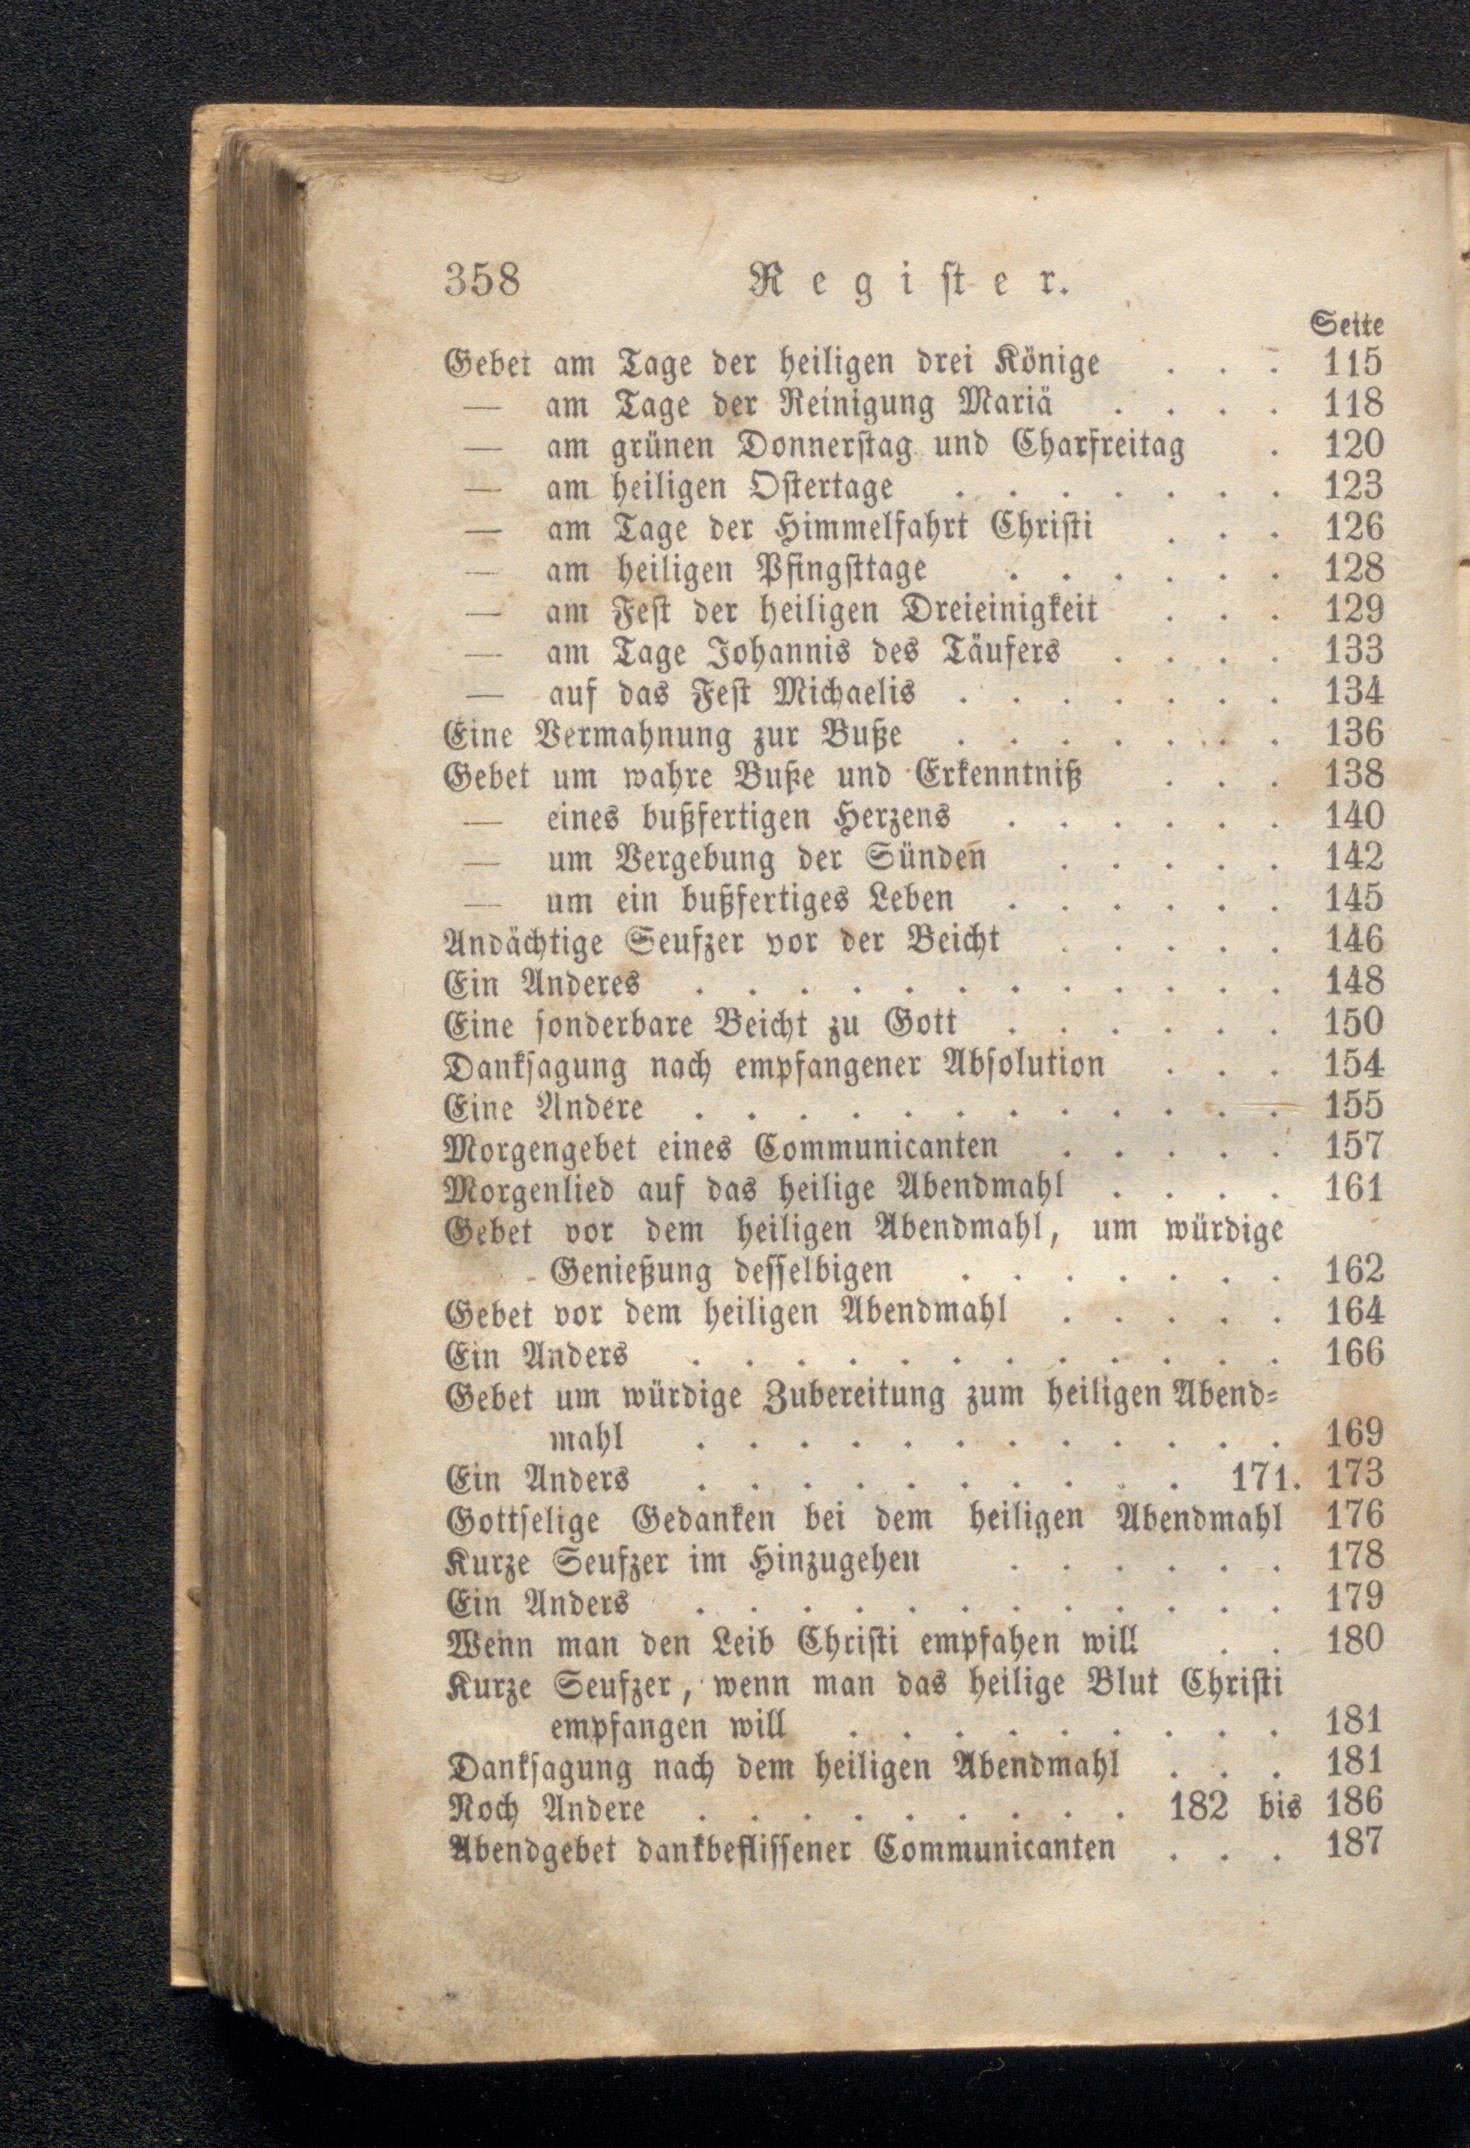 358 Register.
Seite
Gebet am Tage der heiligen drei Könige . . . 115
— am Tage der Reinigung Mariä . . . . 118
— am grünen Donnerstag und Charfreitag . 120
— am heiligen Ostertage . . . . . . . 123
— am Tage der Himmelfahrt Christi . . . 126
— am heiligen Pfingsttage . . . . . . 128
— am Fest der heiligen Dreieinigkeit . . . 129
— am Tage Johannis des Täufers . . . . 133
— auf das Fest Michaelis . . . . . . . 134
Eine Vermahnung zur Buße . . . . . . . 136
Gebet um wahre Buße und Erkenntniß . . . 138
— eines bußfertigen Herzens . . . . . . 140
— um Vergebung der Sünden . . . . . 142
— um ein bußfertiges Leben . . . . . . 145
Andächtige Seufzer vor der Beicht . . . . . 146
Ein Anderes . . . . . . . . . . . . 148
Eine sonderbare Beicht zu Gott . . . . . . 150
Danksagung nach empfangener Absolution . . . 154
Eine Andere . . . . . . . . . . . . 155
Morgengebet eines Communicanten . . . . . 157
Morgenlied auf das heilige Abendmahl . . . . 161
Gebet vor dem heiligen Abendmahl, um würdige
Genießung desselbigen . . . . . . . 162
Gebet vor dem heiligen Abendmahl . . . . . 164
Ein Anders . . . . . . . . . . . . 166
Gebet um würdige Zubereitung zum heiligen Abend-
mahl . . . . . . . . . . . . 169
Ein Anders . . . . . . . . . . 171. 173
Gottselige Gedanken bei dem heiligen Abendmahl 176
Kurze Seufzer im Hinzugehen . . . . . . 178
Ein Anders . . . . . . . . . . . . 179
Wenn man den Leib Christi empfahen will . . 180
Kurze Seufzer, wenn man das heilige Blut Christi
empfangen will . . . . . . . . . 181
Danksagung nach dem heiligen Abendmahl . . . 181
Noch Andere . . . . . . . . . 182 bis 186
Abendgebet dankbeflissener Communicanten . . . 187